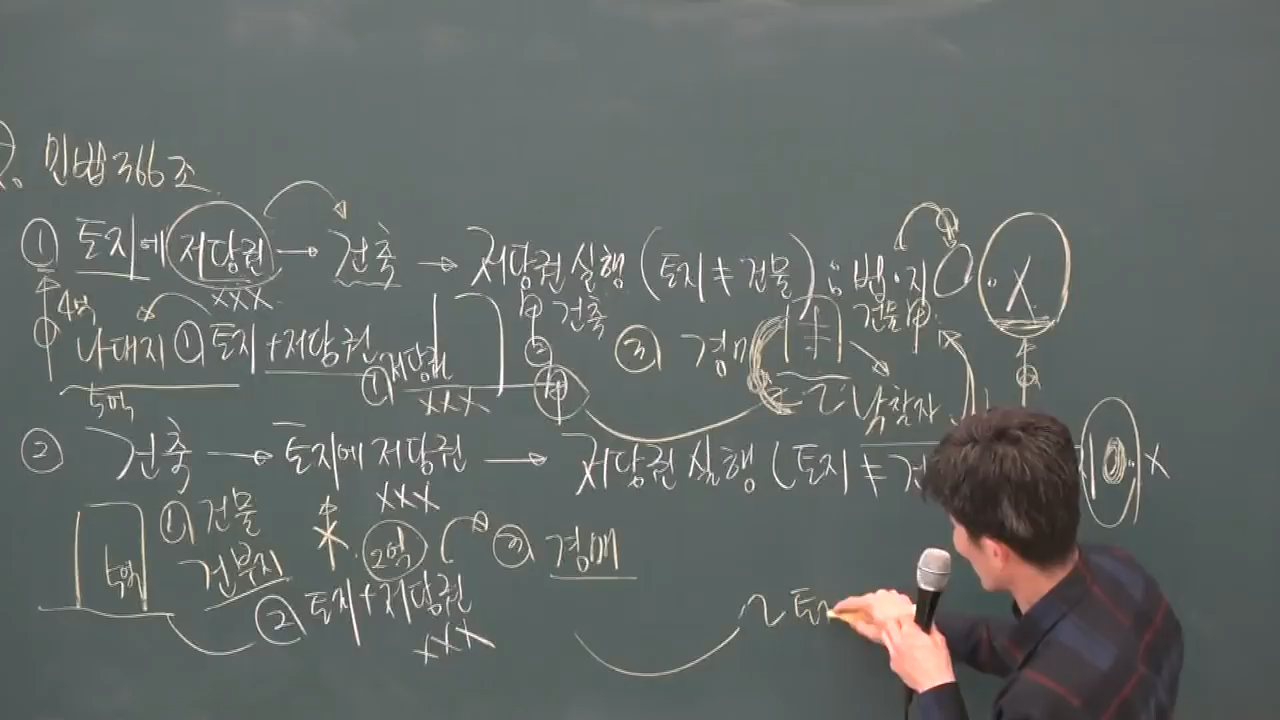 민법 366조
① 토지에 저당권 → 건축 → 저당권 실행 (토지 ≠ 건물) : 법·지 X
XXX
4억
나대지 ① 토지 + 저당권
5억
① 저당권
XXX
② 건축
③ 경매
건물
낙찰자
② 건축 → 토지에 저당권 → 저당권 실행 (토지 ≠ 건
XXX
X
① 건물
건부지
5억
2억
② 토지 + 저당권
XXX
③ 경매